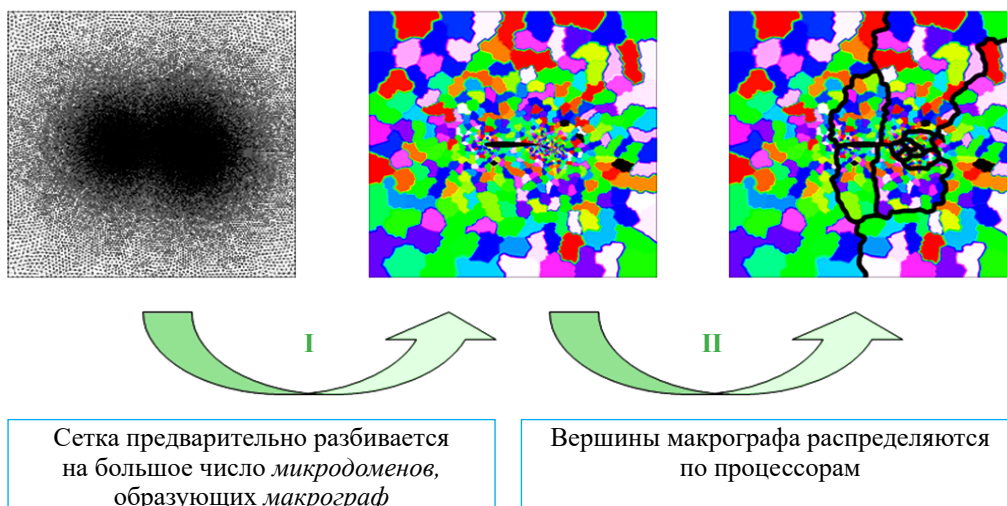 I
II
Сетка предварительно разбивается
на большое число микродоменов,
образующих макрограф
Вершины макрографа распределяются
по процессорам